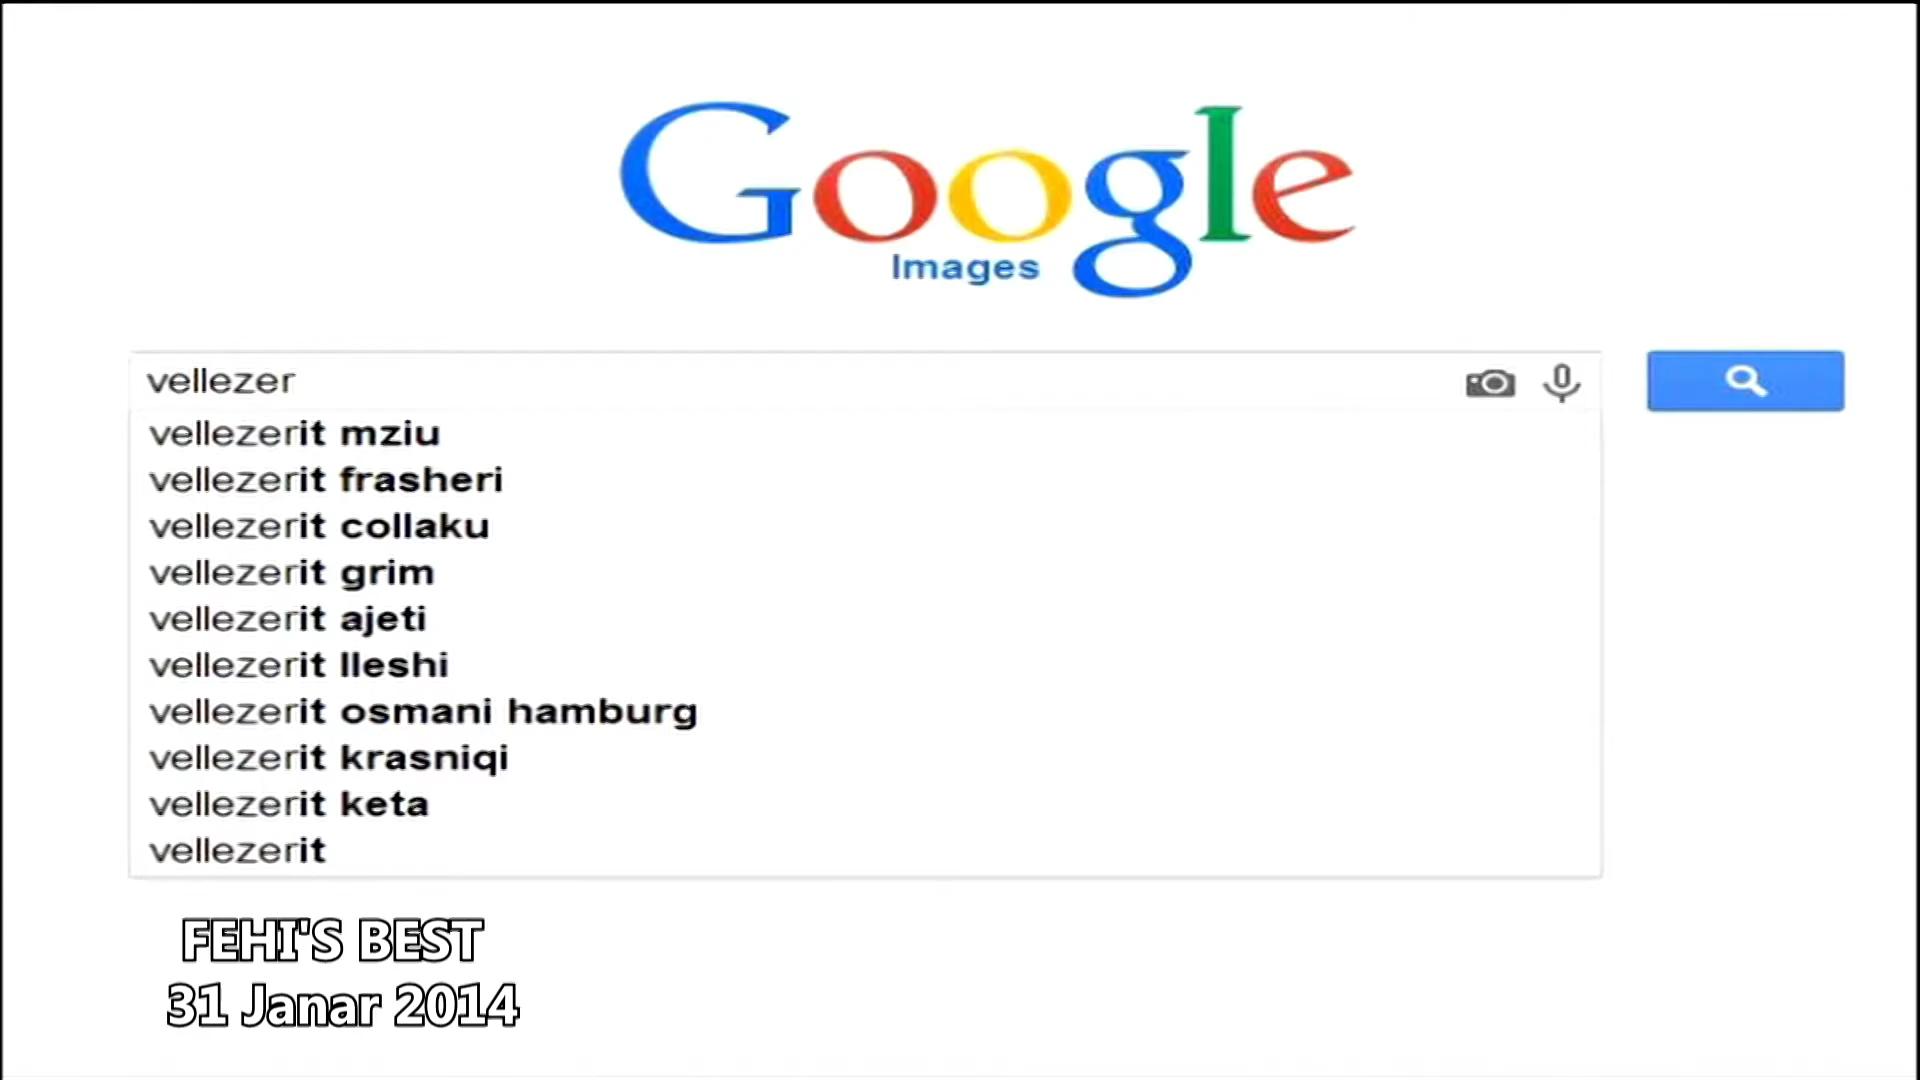 Google
Images
vellezer
vellezerit mziu
vellezerit frasheri
vellezerit collaku
vellezerit grim
vellezerit ajeti
vellezerit lleshi
vellezerit osmani hamburg
vellezerit krasniqi
vellezerit keta
vellezerit
FEHI'S BEST
31 Janar 2014